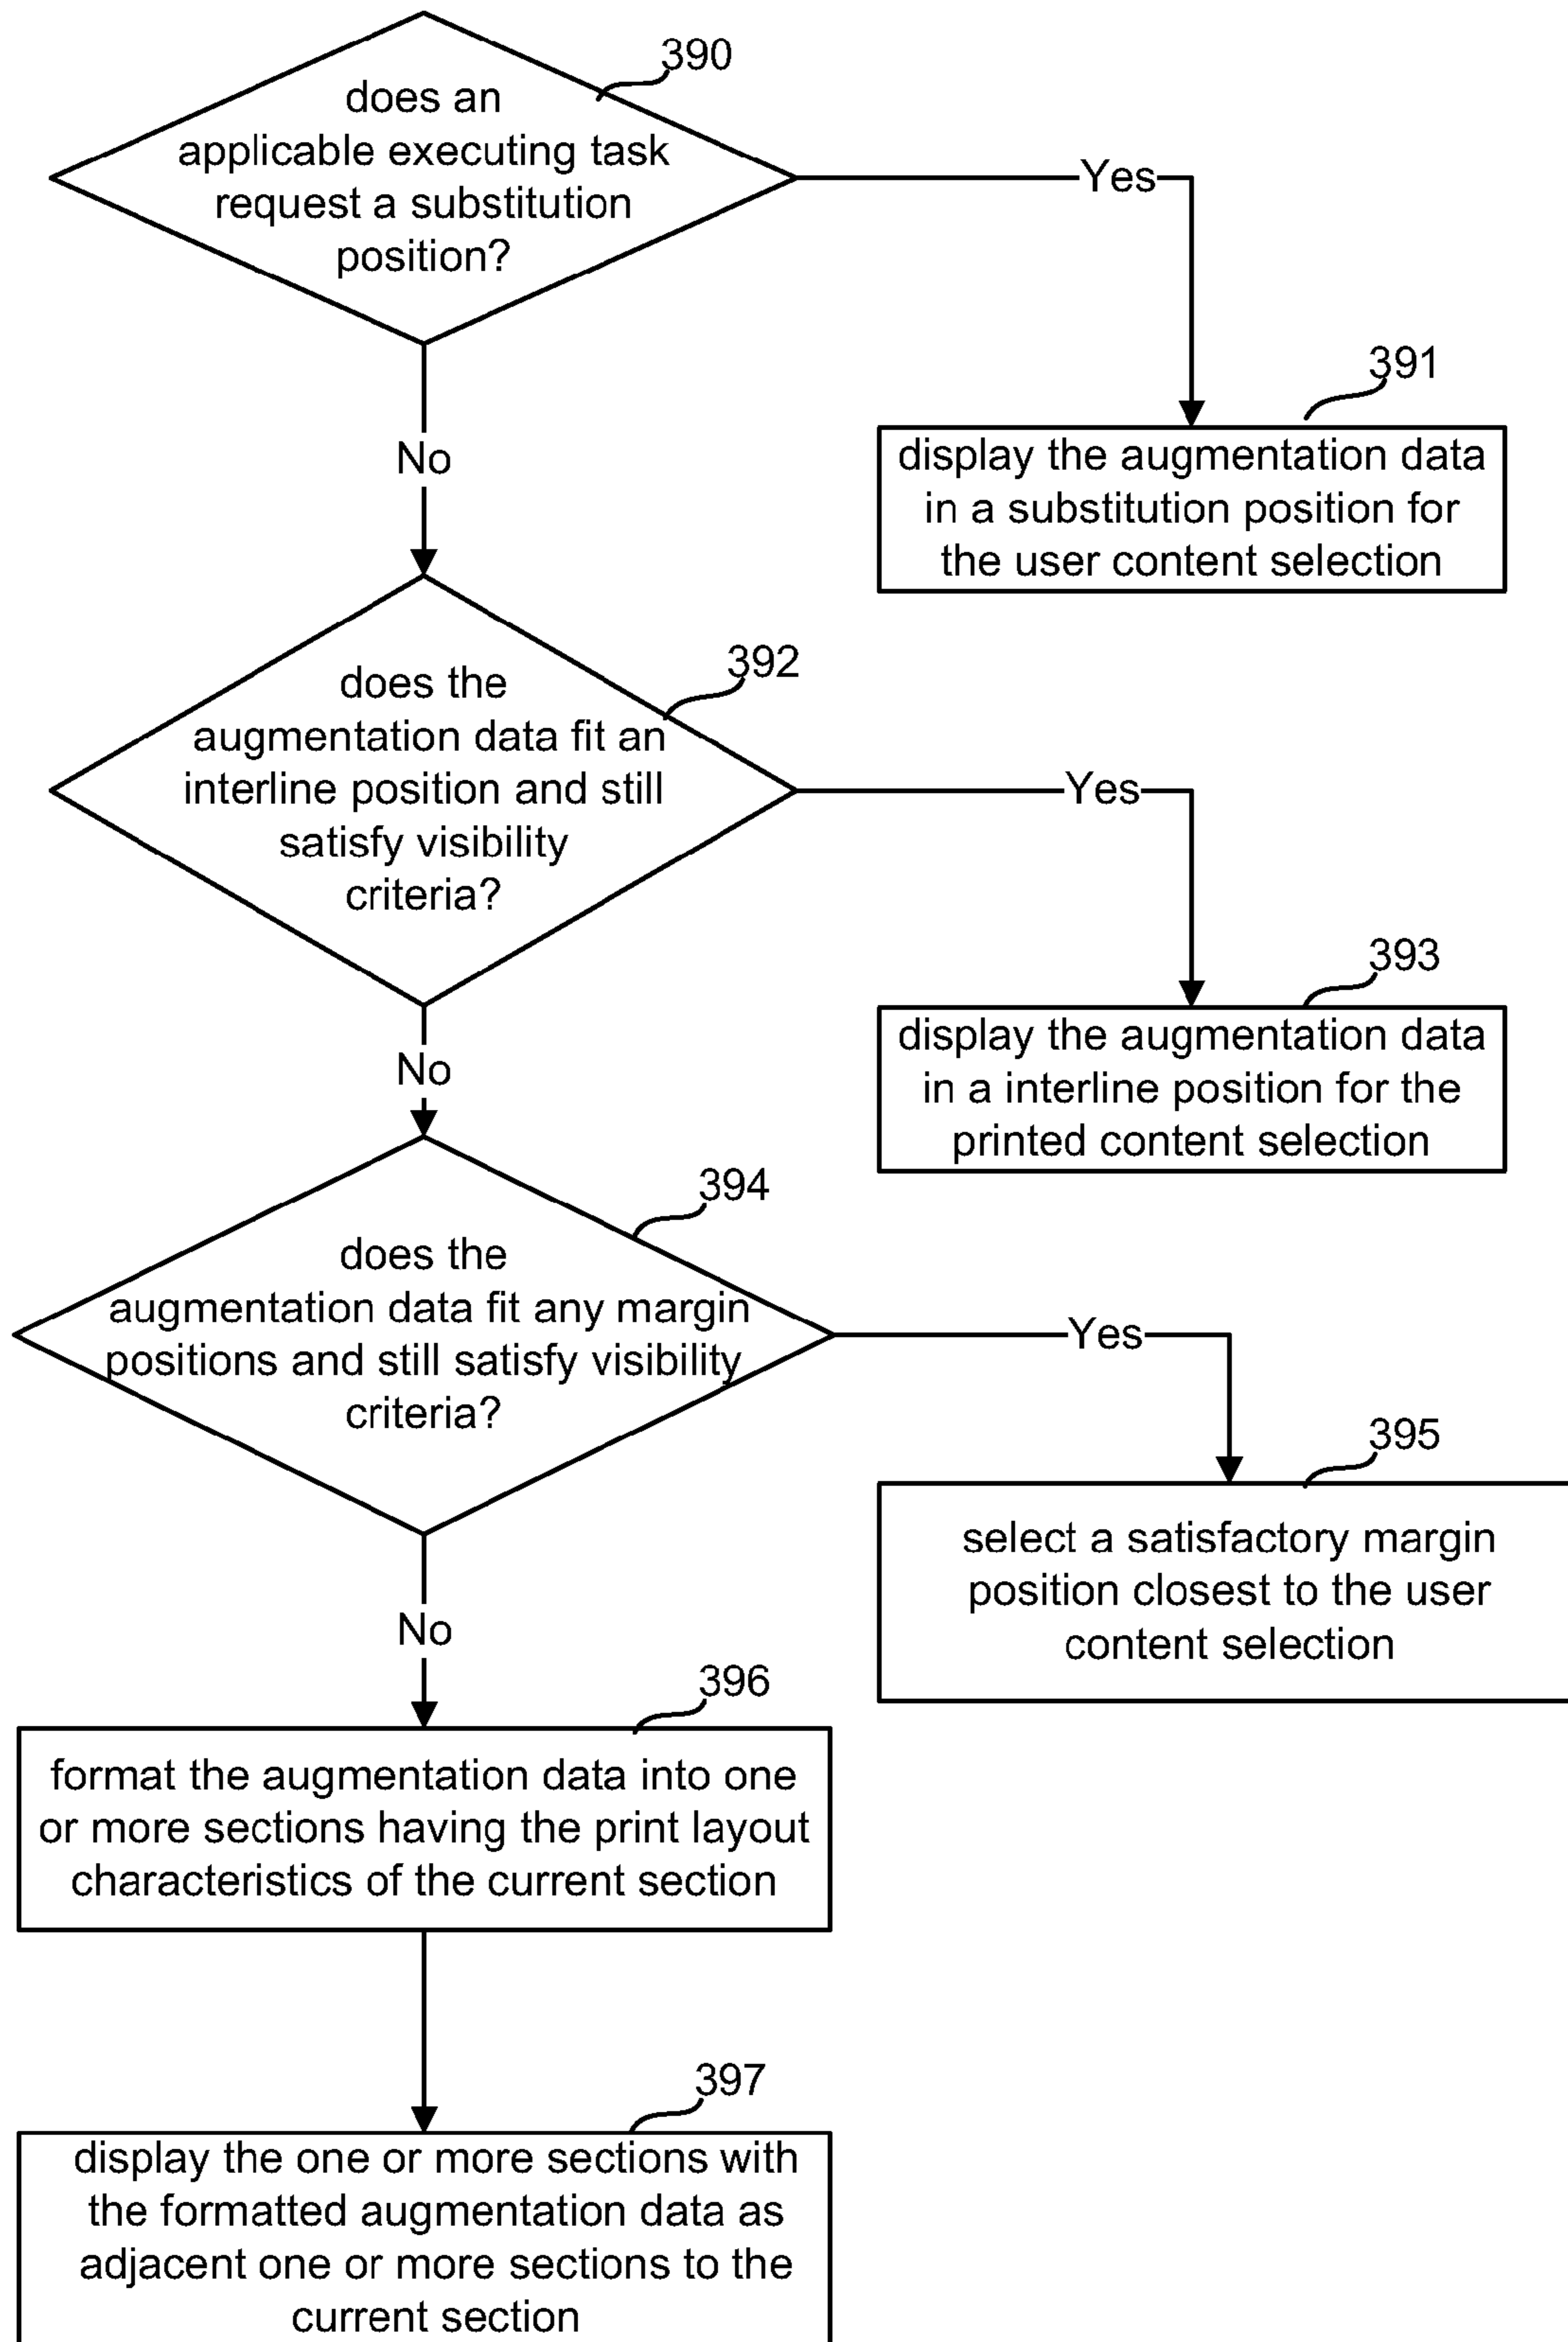 390
does an
applicable executing task
request a substitution
position?
Yes
391
display the augmentation data
in a substitution position for
the user content selection
No
392
does the
augmentation data fit an
interline position and still
satisfy visibility
criteria?
Yes
393
display the augmentation data
in a interline position for the
printed content selection
No
394
does the
augmentation data fit any margin
positions and still satisfy visibility
criteria?
Yes
395
select a satisfactory margin
position closest to the user
content selection
No
396
format the augmentation data into one
or more sections having the print layout
characteristics of the current section
397
display the one or more sections with
the formatted augmentation data as
adjacent one or more sections to the
current section